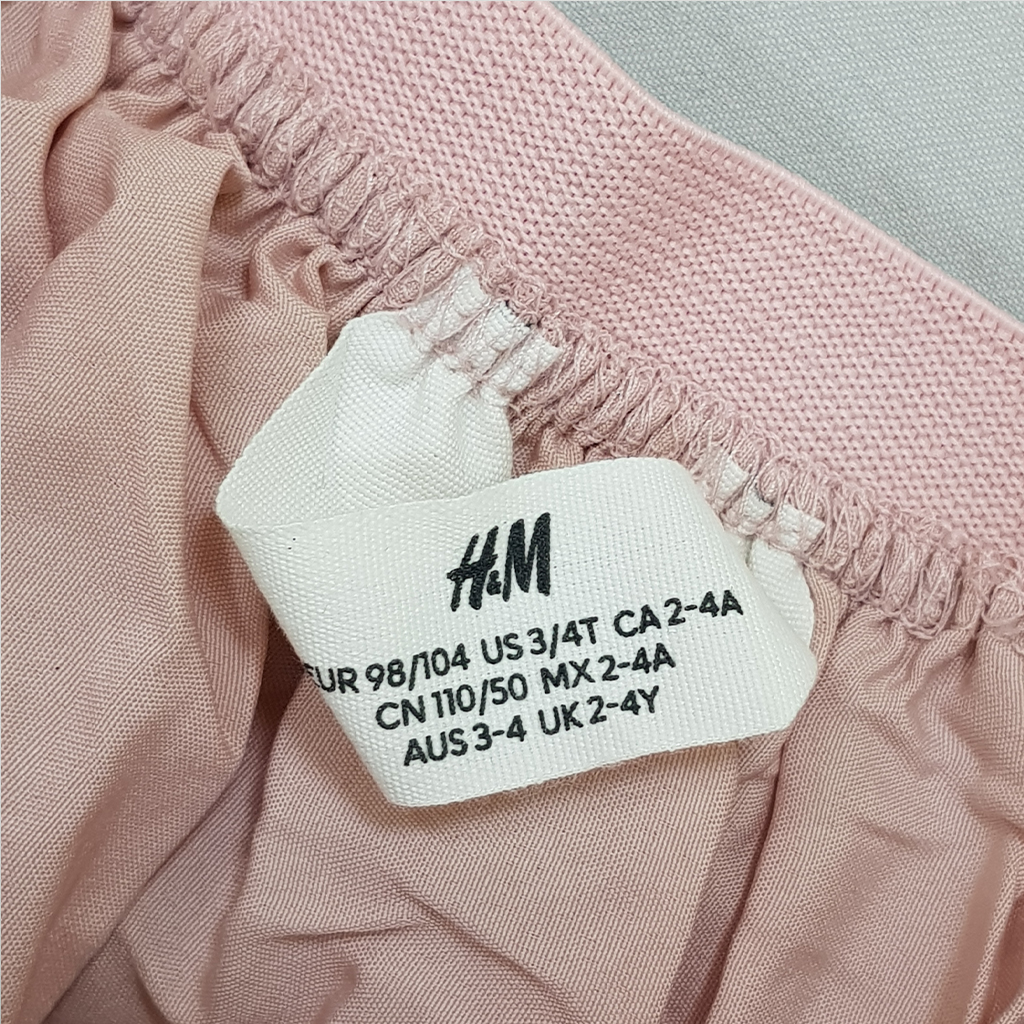 H&M
EUR 98/104 US 3/4T CA 2-4A
CN 110/50 MX 2-4A
AUS 3-4 UK 2-4Y